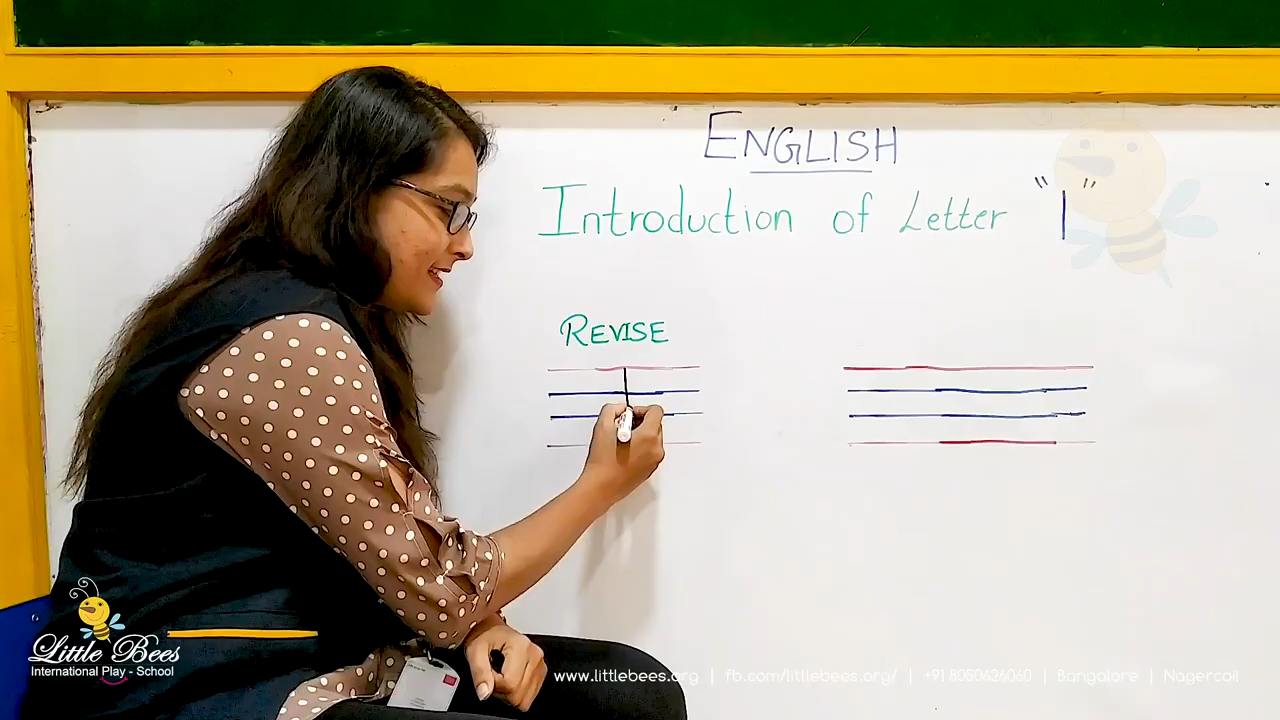 ENGLISH
Introduction of Letter "l"
REVISE
Little Bees
International Play - School
www.littlebees.org | fb.com/littlebees.org/ | +91 8050626060 | Bangalore | Nagercoil